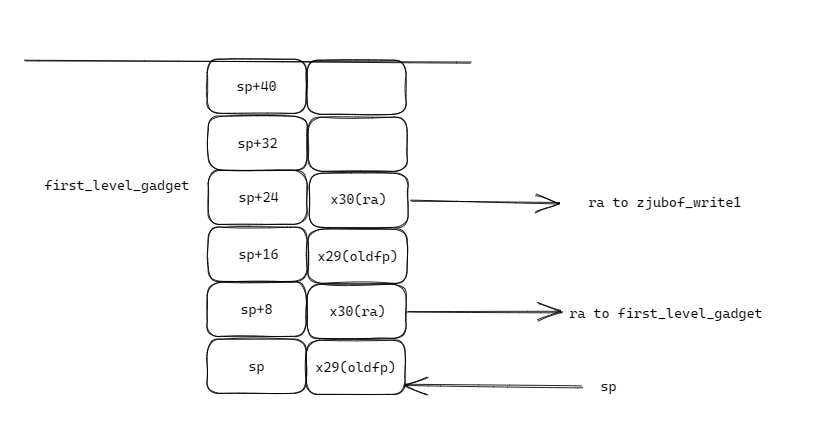 sp+40
sp+32
first_level_gadget
sp+24
x30(ra)
ra to zjubof_write1
sp+16
x29(oldfp)
sp+8
x30(ra)
ra to first_level_gadget
sp
x29(oldfp)
sp